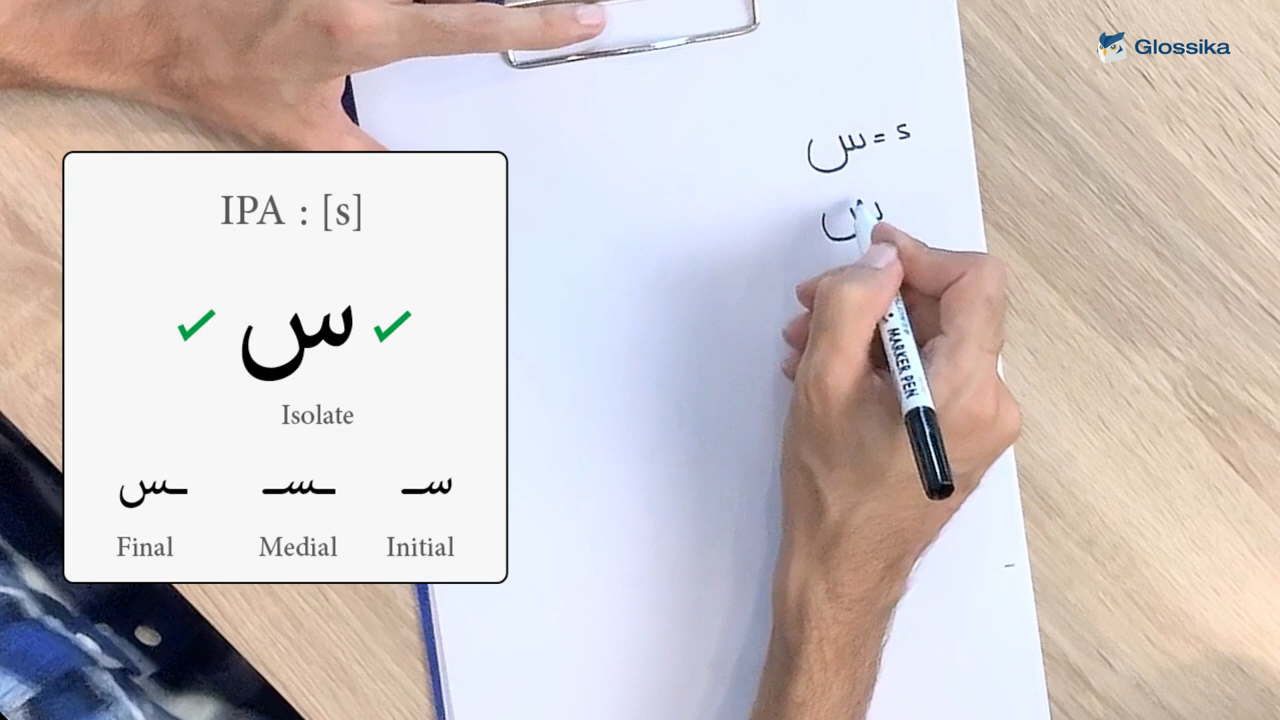 Glossika
س = s
س
IPA : [s]
س
Isolate
ـس ـسـ سـ
Final Medial Initial
MARKER PEN